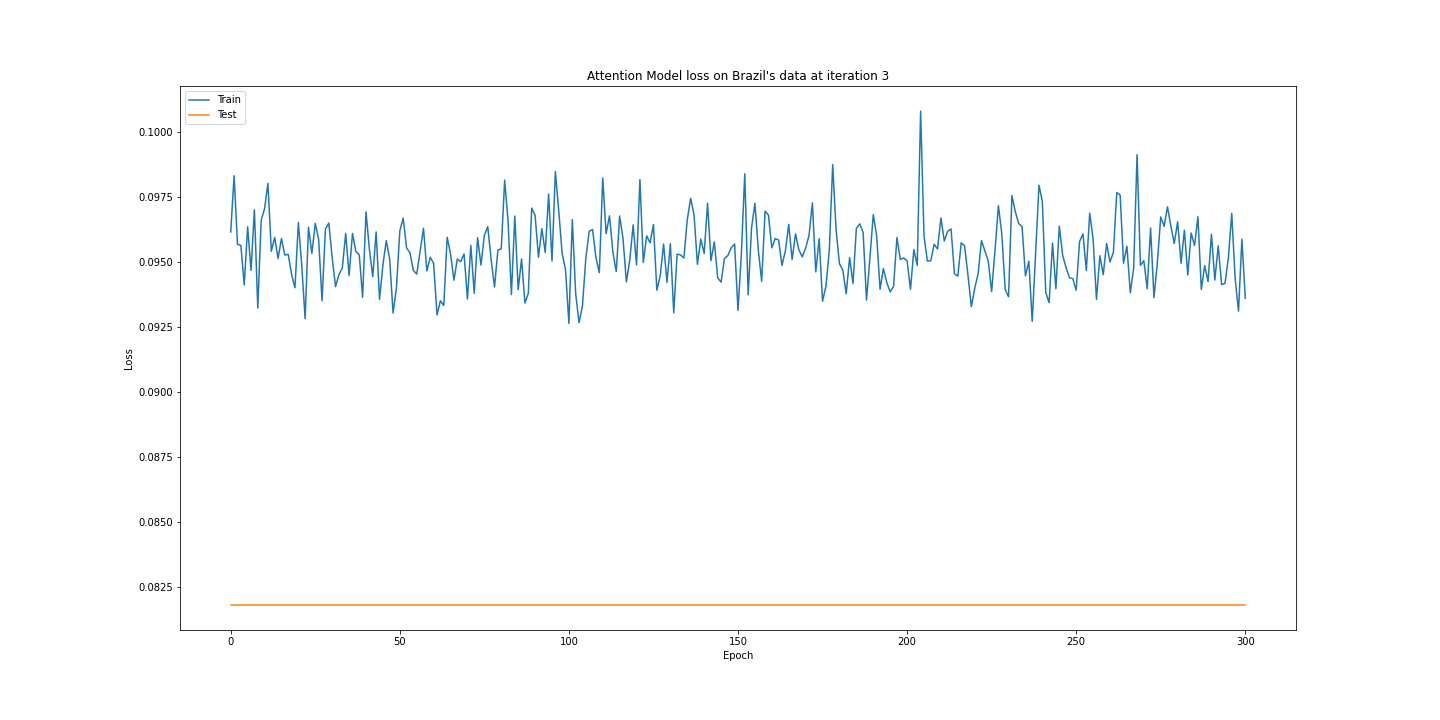 Attention Model loss on Brazil's data at iteration 3
Train
Test
0.1000
0.0975
0.0950
0.0925
0.0900
0.0875
0.0850
0.0825
Loss
0 50 100 150 200 250 300
Epoch